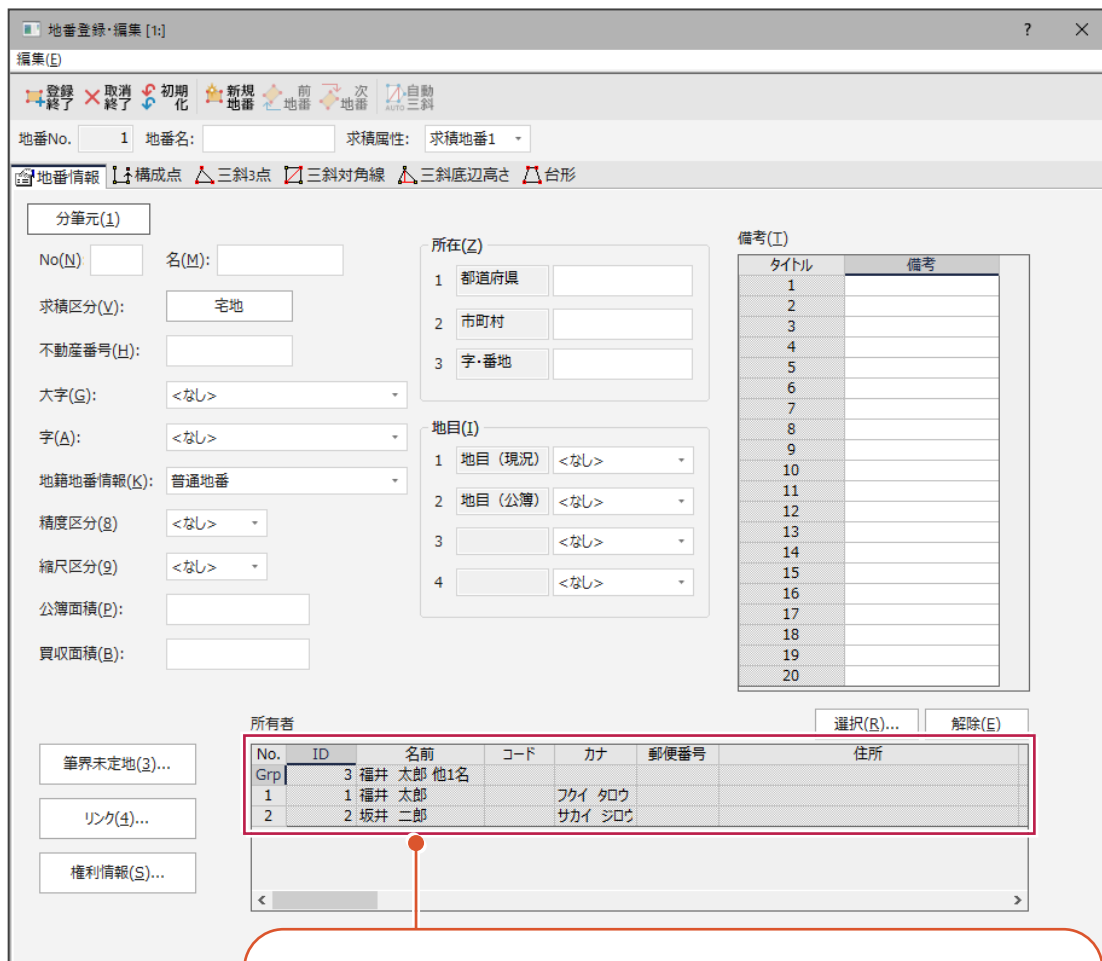 地番登録・編集 [1:] ? ×
編集(E)
登録終了 取消終了 初期化 新規地番 前地番 次地番 AUTO 自動三斜
地番No. 1 地番名: 求積属性: 求積地番1
地番情報 構成点 三斜3点 三斜対角線 三斜底辺高さ 台形
分筆元(1)
No(N) 名(M):
求積区分(V): 宅地
不動産番号(H):
大字(G): <なし>
字(A): <なし>
地籍地番情報(K): 普通地番
精度区分(8) <なし>
縮尺区分(9) <なし>
公簿面積(P):
買収面積(B):
所在(Z)
1 都道府県
2 市町村
3 字・番地
地目(I)
1 地目（現況） <なし>
2 地目（公簿） <なし>
3 <なし>
4 <なし>
備考(T)
タイトル 備考
1
2
3
4
5
6
7
8
9
10
11
12
13
14
15
16
17
18
19
20
所有者 選択(R)... 解除(E)
No. ID 名前 コード カナ 郵便番号 住所
Grp 3 福井 太郎 他1名
1 1 福井 太郎 フクイ タロウ
2 2 坂井 二郎 サカイ ジロウ
筆界未定地(3)...
リンク(4)...
権利情報(S)...